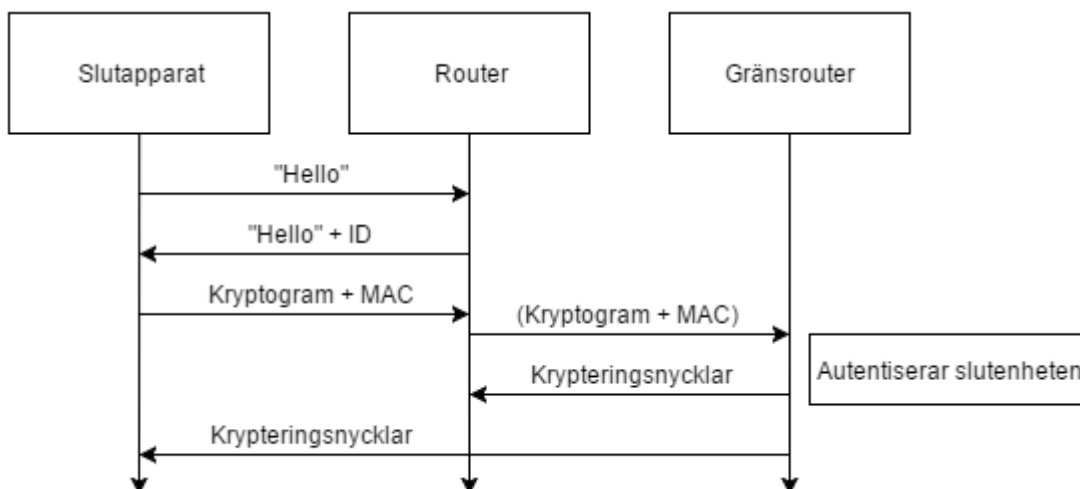 Slutapparat
Router
Gränsrouter
"Hello"
"Hello" + ID
Kryptogram + MAC
(Kryptogram + MAC)
Autentiserar slutenheten
Krypteringsnycklar
Krypteringsnycklar